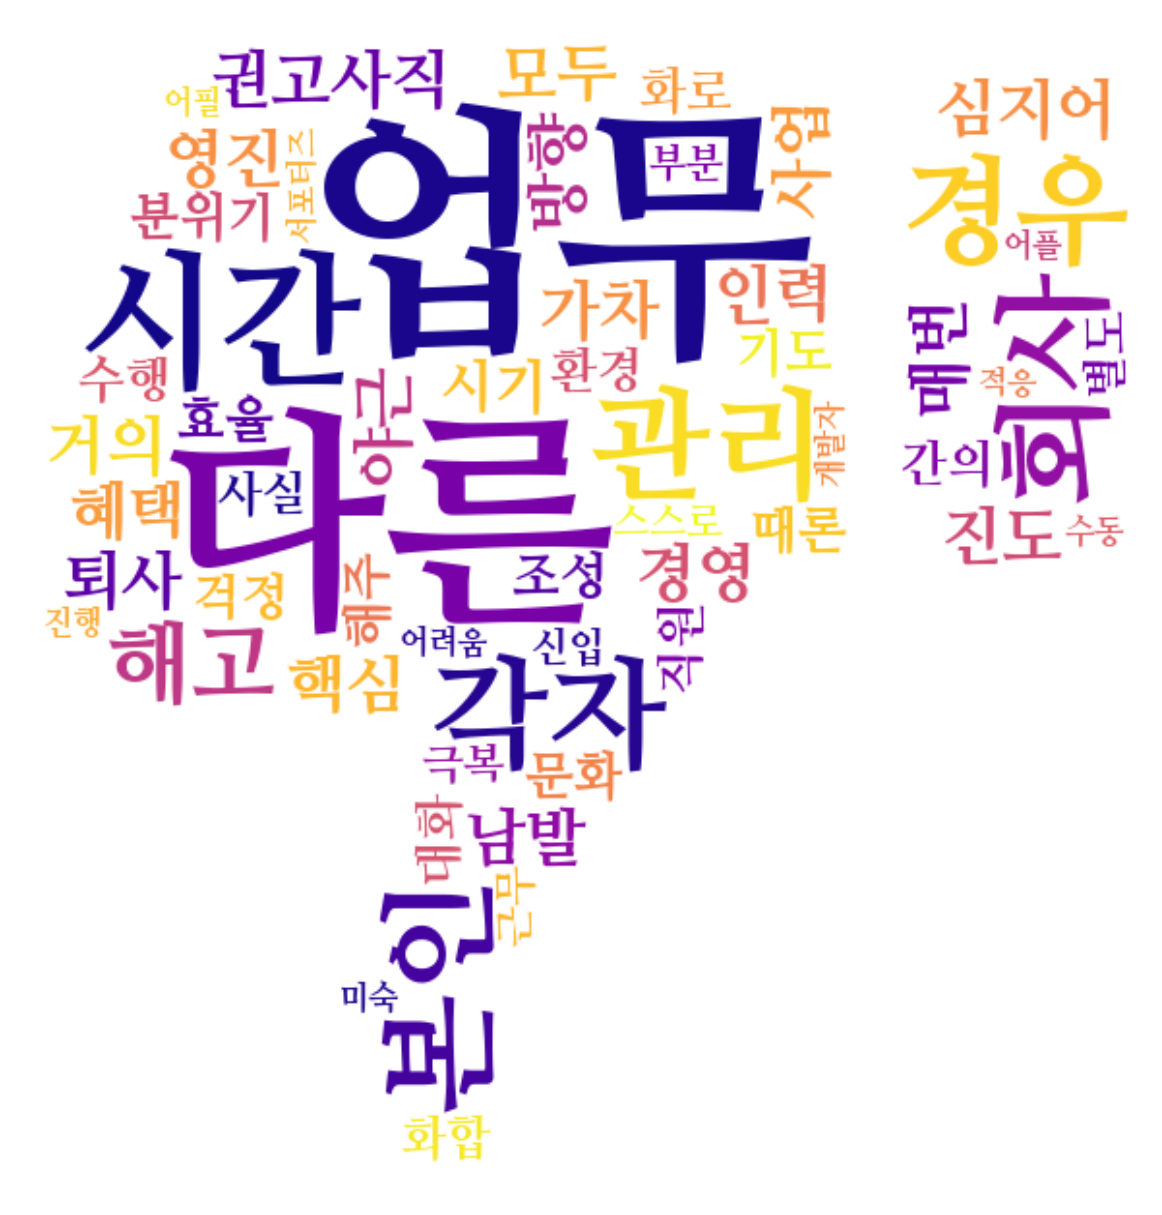 권고사직
모두
화로
심지어
어필
영진
서포터즈
업무
방향
부분
사업
경우
분위기
어플
시간
가차
인력
회사
매번
별도
수행
야근
시기
환경
기도
적응
효율
관리
개발자
거의
다른
간의
사실
스스로
때론
진도
수동
혜택
조성
경영
퇴사
걱정
해주
진행
해고
핵심
어려움
신입
직원
각자
극복
문화
대화
남발
근무
본인
미숙
화합